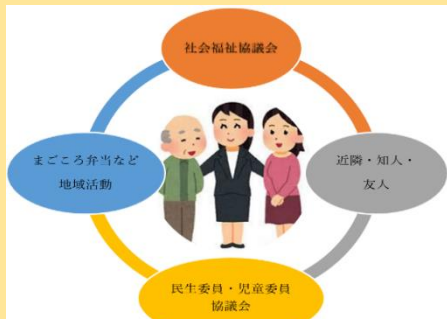 社会福祉協議会
まごころ弁当など
地域活動
近隣・知人・
友人
民生委員・児童委員
協議会